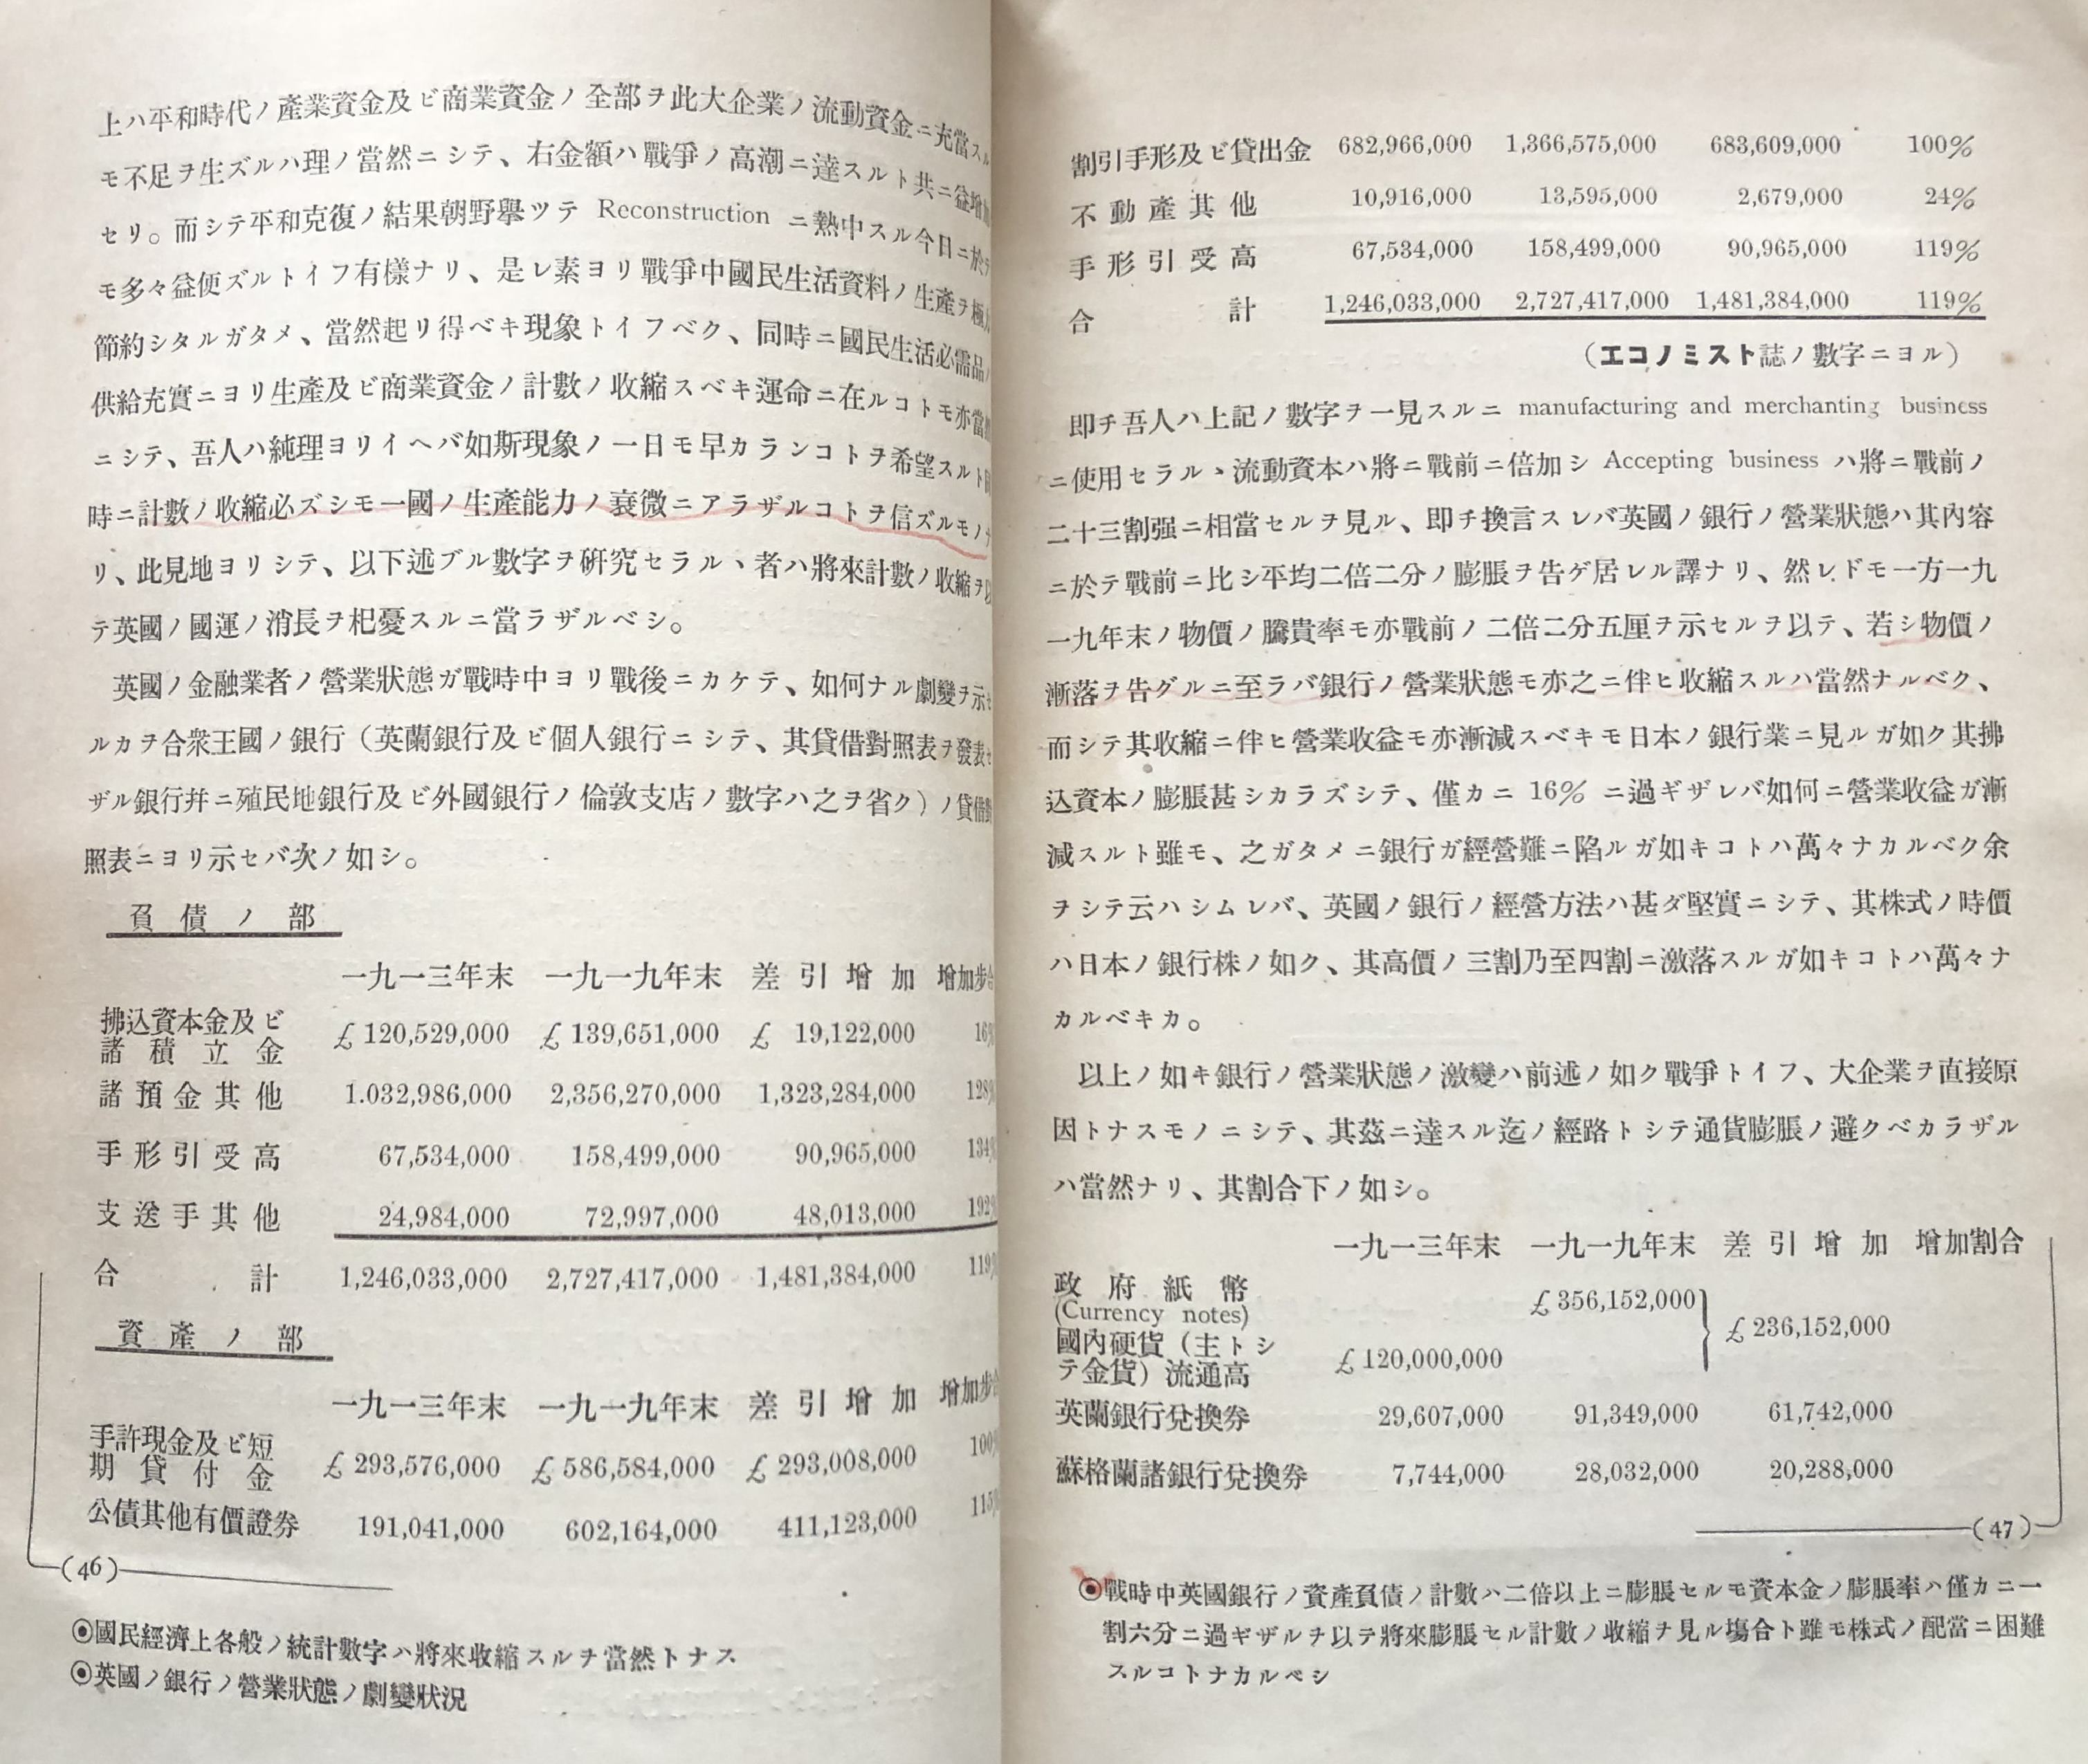 上ハ平和時代ノ產業資金及ビ商業資金ノ全部ヲ此大企業ノ流動資金ニ充當スル
モ不足ヲ生ズルハ理ノ當然ニシテ、右金額ハ戰爭ノ高潮ニ達スルト共ニ益增加
セリ。而シテ平和克復ノ結果朝野擧ツテ Reconstruction ニ熱中スル今日ニ於テ
モ多々益便ズルトイフ有樣ナリ、是レ素ヨリ戰爭中國民生活資料ノ生產ヲ極力
節約シタルガタメ、當然起リ得ベキ現象トイフベク、同時ニ國民生活必需品ノ
供給充實ニヨリ生產及ビ商業資金ノ計數ノ收縮スベキ運命ニ在ルコトモ亦當然
ニシテ、吾人ハ純理ヨリイヘバ如斯現象ノ一日モ早カランコトヲ希望スルト同
時ニ計數ノ收縮必ズシモ一國ノ生產能力ノ衰微ニアラザルコトヲ信ズルモノナ
リ、此見地ヨリシテ、以下述ブル數字ヲ硏究セラルヽ者ハ將來計數ノ收縮ヲ以
テ英國ノ國運ノ消長ヲ杞憂スルニ當ラザルベシ。
英國ノ金融業者ノ營業狀態ガ戰時中ヨリ戰後ニカケテ、如何ナル劇變ヲ示セ
ルカヲ合衆王國ノ銀行（英蘭銀行及ビ個人銀行ニシテ、其貸借對照表ヲ發表セ
ザル銀行幷ニ殖民地銀行及ビ外國銀行ノ倫敦支店ノ數字ハ之ヲ省ク）ノ貸借對
照表ニヨリ示セバ次ノ如シ。
負債ノ部
一九一三年末 一九一九年末 差引增加 增加步合
拂込資本金及ビ
諸積立金 £120,529,000 £139,651,000 £19,122,000 16%
諸預金其他 1.032,986,000 2,356,270,000 1,323,284,000 128%
手形引受高 67,534,000 158,499,000 90,965,000 134%
支送手其他 24,984,000 72,997,000 48,013,000 192%
合計 1,246,033,000 2,727,417,000 1,481,384,000 119%
資產ノ部
一九一三年末 一九一九年末 差引增加 增加步合
手許現金及ビ短
期貸付金 £293,576,000 £586,584,000 £293,008,000 100%
公債其他有價證券 191,041,000 602,164,000 411,123,000 115%
(46)
◉國民經濟上各般ノ統計數字ハ將來收縮スルヲ當然トナス
◉英國ノ銀行ノ營業狀態ノ劇變狀況
割引手形及ビ貸出金 682,966,000 1,366,575,000 683,609,000 100%
不動產其他 10,916,000 13,595,000 2,679,000 24%
手形引受高 67,534,000 158,499,000 90,965,000 119%
合計 1,246,033,000 2,727,417,000 1,481,384,000 119%
（エコノミスト誌ノ數字ニヨル）
卽チ吾人ハ上記ノ數字ヲ一見スルニ manufacturing and merchanting business
ニ使用セラルヽ流動資本ハ將ニ戰前ニ倍加シ Accepting business ハ將ニ戰前ノ
二十三割强ニ相當セルヲ見ル、卽チ換言スレバ英國ノ銀行ノ營業狀態ハ其內容
ニ於テ戰前ニ比シ平均二倍二分ノ膨脹ヲ吿ゲ居レル譯ナリ、然レドモ一方一九
一九年末ノ物價ノ騰貴率モ亦戰前ノ二倍二分五厘ヲ示セルヲ以テ、若シ物價ノ
漸落ヲ吿グルニ至ラバ銀行ノ營業狀態モ亦之ニ伴ヒ收縮スルハ當然ナルベク、
而シテ其收縮ニ伴ヒ營業收益モ亦漸減スベキモ日本ノ銀行業ニ見ルガ如ク其拂
込資本ノ膨脹甚シカラズシテ、僅カニ 16% ニ過ギザレバ如何ニ營業收益ガ漸
減スルト雖モ、之ガタメニ銀行ガ經營難ニ陷ルガ如キコトハ萬々ナカルベク余
ヲシテ云ハシムレバ、英國ノ銀行ノ經營方法ハ甚ダ堅實ニシテ、其株式ノ時價
ハ日本ノ銀行株ノ如ク、其高價ノ三割乃至四割ニ激落スルガ如キコトハ萬々ナ
カルベキカ。
以上ノ如キ銀行ノ營業狀態ノ激變ハ前述ノ如ク戰爭トイフ、大企業ヲ直接原
因トナスモノニシテ、其玆ニ達スル迄ノ經路トシテ通貨膨脹ノ避クベカラザル
ハ當然ナリ、其割合下ノ如シ。
一九一三年末 一九一九年末 差引增加 增加割合
政府紙幣
(Currency notes) £356,152,000
國內硬貨（主トシ
テ金貨）流通高 £120,000,000
£236,152,000
英蘭銀行兌換券 29,607,000 91,349,000 61,742,000
蘇格蘭諸銀行兌換券 7,744,000 28,032,000 20,288,000
(47)
◉戰時中英國銀行ノ資產負債ノ計數ハ二倍以上ニ膨脹セルモ資本金ノ膨脹率ハ僅カニ一
割六分ニ過ギザルヲ以テ將來膨脹セル計數ノ收縮ヲ見ル塲合ト雖モ株式ノ配當ニ困難
スルコトナカルベシ